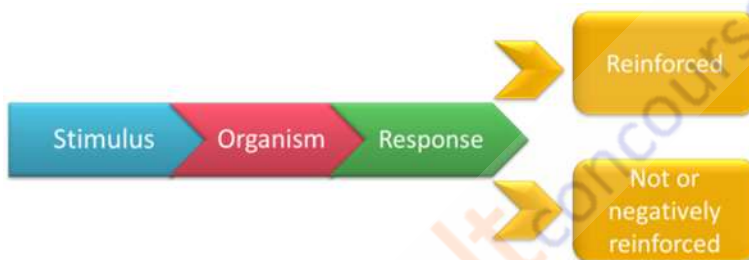 Stimulus
Organism
Response
Reinforced
Not or
negatively
reinforced